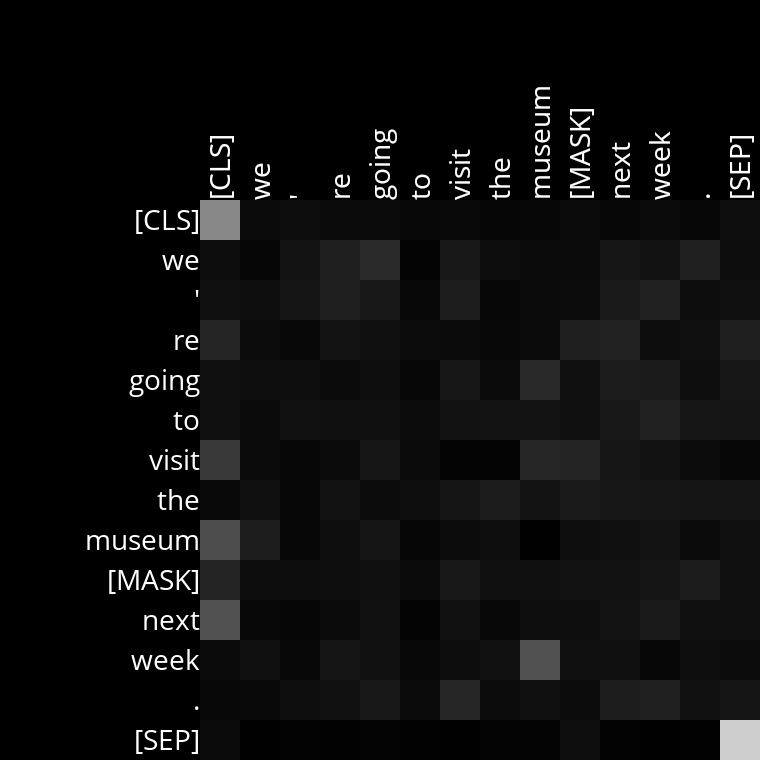 [CLS] we ' re going to visit the museum [MASK] next week . [SEP]
[CLS]
we
'
re
going
to
visit
the
museum
[MASK]
next
week
.
[SEP]